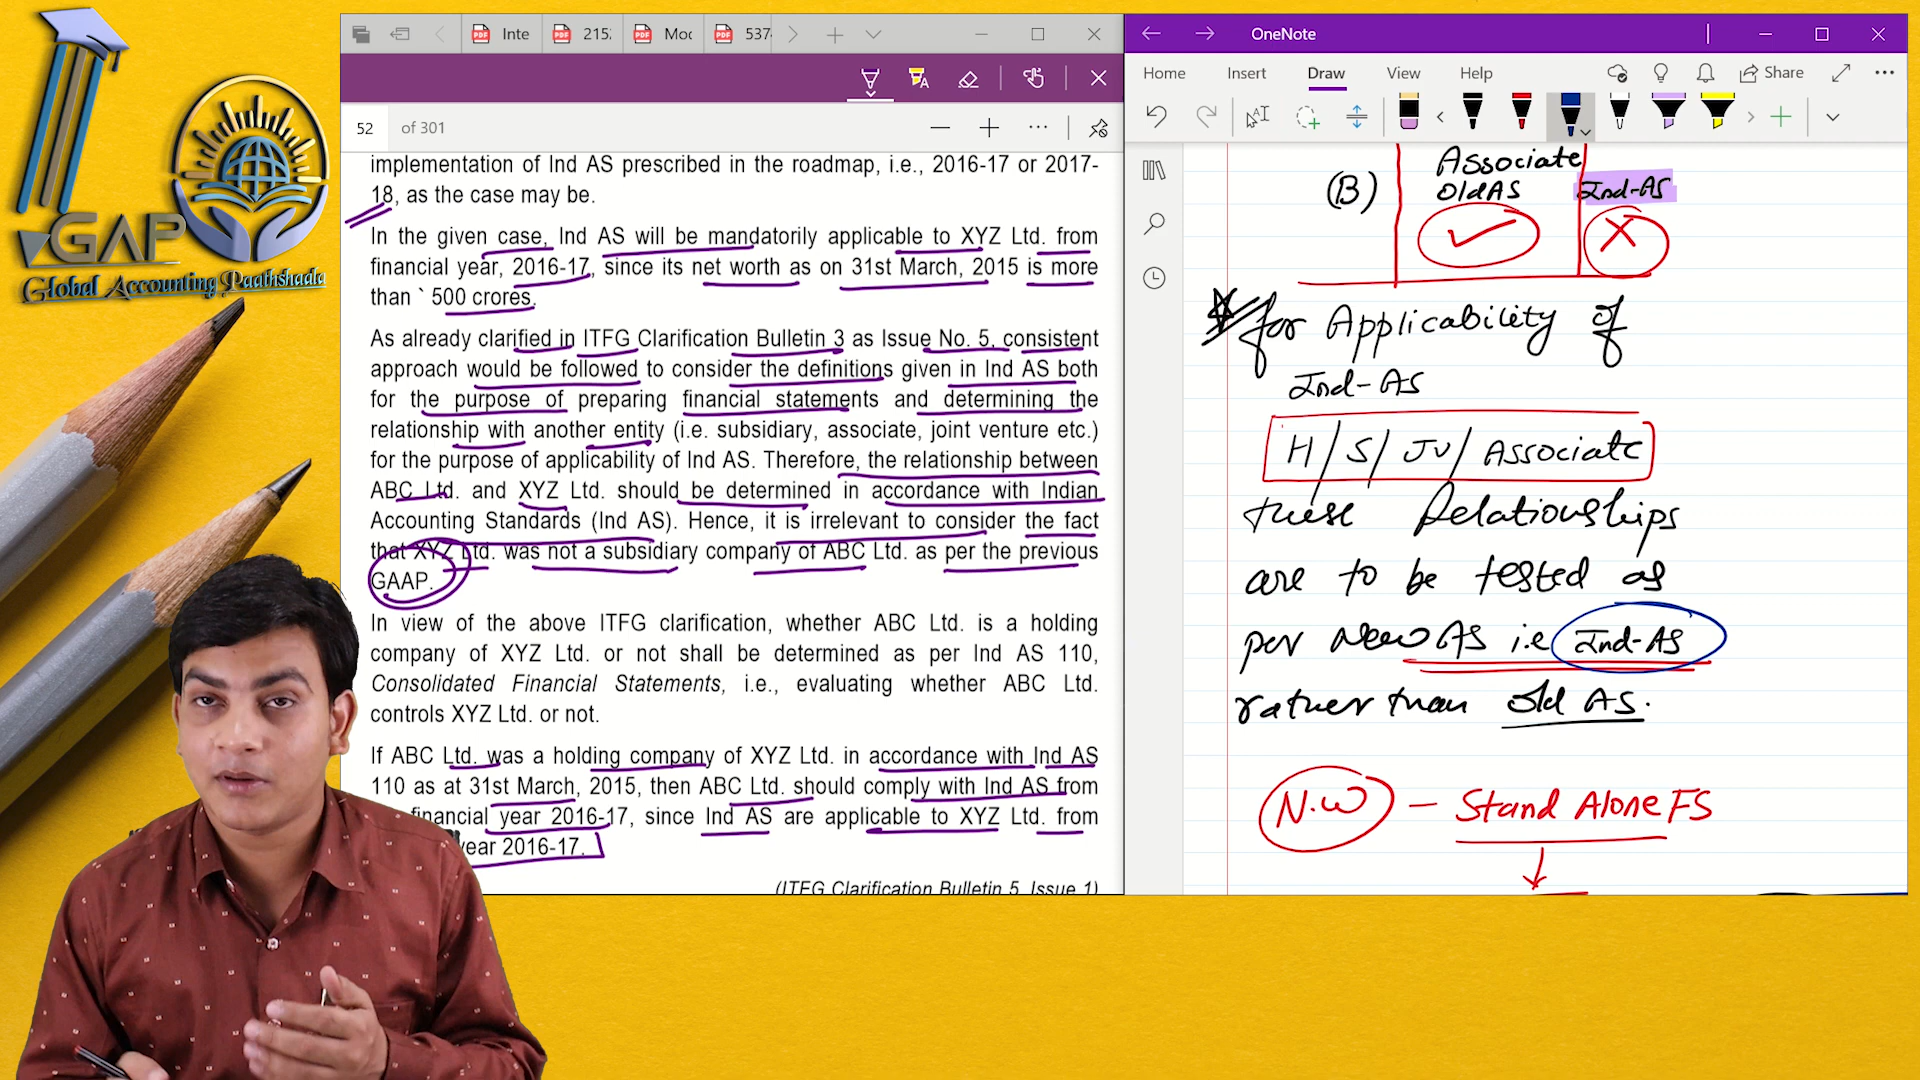 GAP
Global Accounting Paathshada
Inte
215
Moc
537
52 of 301
implementation of Ind AS prescribed in the roadmap, i.e., 2016-17 or 2017-
18, as the case may be.
In the given case, Ind AS will be mandatorily applicable to XYZ Ltd. from
financial year, 2016-17, since its net worth as on 31st March, 2015 is more
than ` 500 crores.
As already clarified in ITFG Clarification Bulletin 3 as Issue No. 5, consistent
approach would be followed to consider the definitions given in Ind AS both
for the purpose of preparing financial statements and determining the
relationship with another entity (i.e. subsidiary, associate, joint venture etc.)
for the purpose of applicability of Ind AS. Therefore, the relationship between
ABC Ltd. and XYZ Ltd. should be determined in accordance with Indian
Accounting Standards (Ind AS). Hence, it is irrelevant to consider the fact
that XYZ Ltd. was not a subsidiary company of ABC Ltd. as per the previous
GAAP.
In view of the above ITFG clarification, whether ABC Ltd. is a holding
company of XYZ Ltd. or not shall be determined as per Ind AS 110,
Consolidated Financial Statements, i.e., evaluating whether ABC Ltd.
controls XYZ Ltd. or not.
If ABC Ltd. was a holding company of XYZ Ltd. in accordance with Ind AS
110 as at 31st March, 2015, then ABC Ltd. should comply with Ind AS from
financial year 2016-17, since Ind AS are applicable to XYZ Ltd. from
year 2016-17.
(ITFG Clarification Bulletin 5, Issue 1)
OneNote
Home Insert Draw View Help Share
Associate
(B) Old AS Ind-AS
for Applicability of
Ind-AS
H/S/JV/Associate
these Relationships
are to be tested as
per New AS i.e Ind-AS
rather than old AS.
N.W - Stand Alone FS